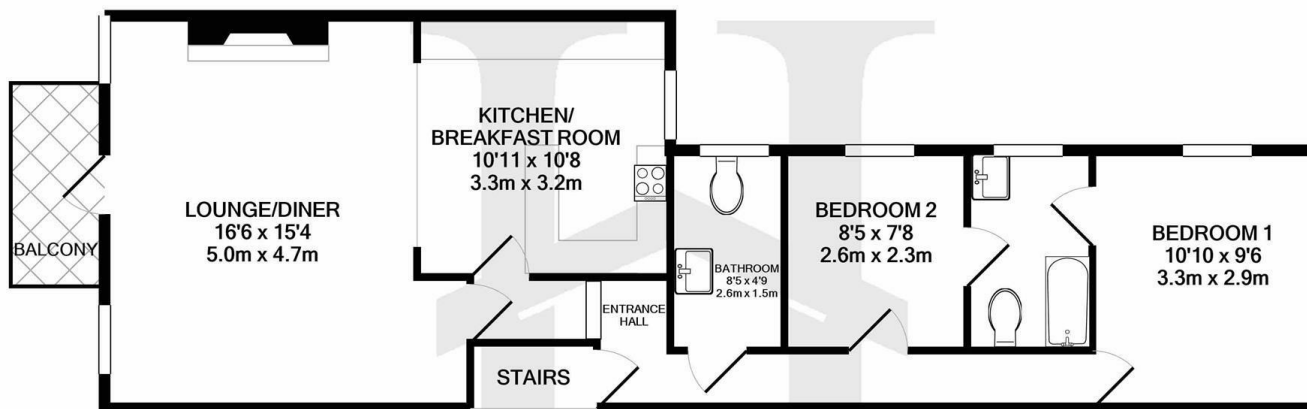 KITCHEN/
BREAKFAST ROOM
10'11 x 10'8
3.3m x 3.2m
LOUNGE/DINER
16'6 x 15'4
5.0m x 4.7m
BALCONY
BEDROOM 2
8'5 x 7'8
2.6m x 2.3m
BEDROOM 1
10'10 x 9'6
3.3m x 2.9m
BATHROOM
8'5 x 4'9
2.6m x 1.5m
ENTRANCE
HALL
STAIRS